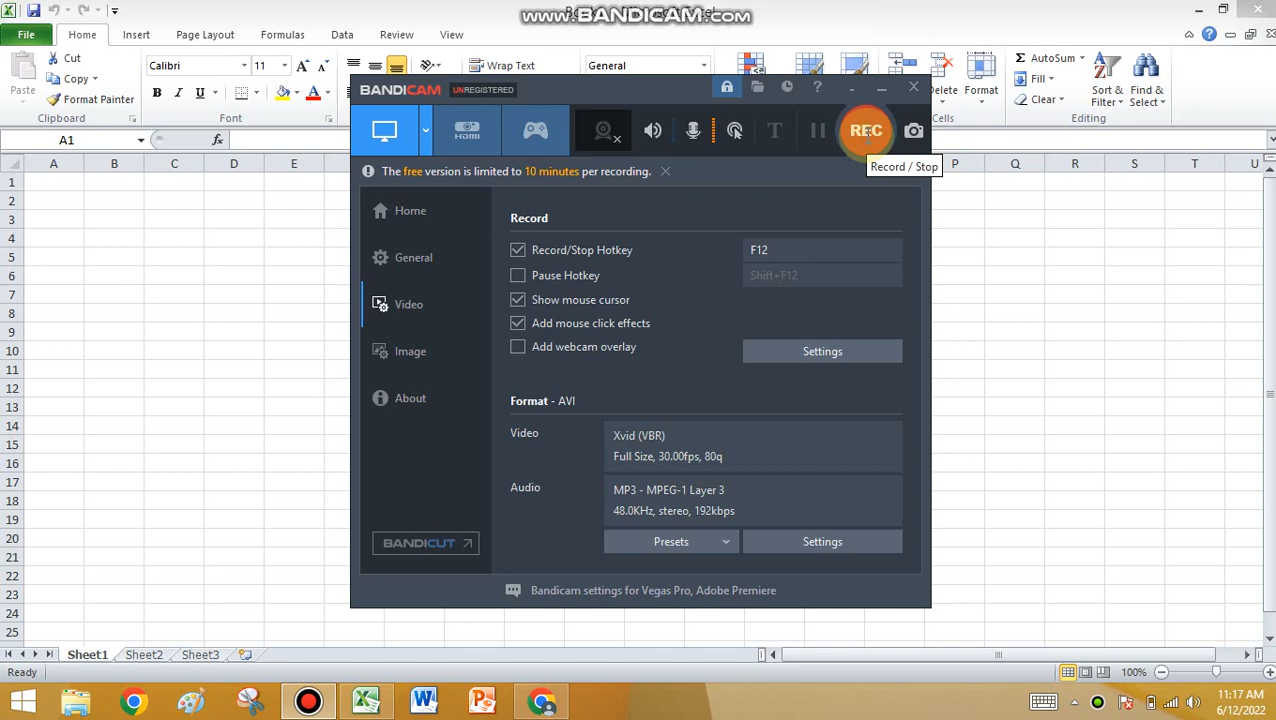 www.BANDICAM.com
File Home Insert Page Layout Formulas Data Review View
Cut
Copy
Paste Format Painter
Clipboard
Calibri 11
B I U
Font
Wrap Text
General
Delete
AutoSum
Fill
Clear
Sort & Filter
Find & Select
Editing
A1 fx
BANDICAM UNREGISTERED
HDMI REC
Record / Stop
The free version is limited to 10 minutes per recording.
Home
General
Video
Image
About
BANDICUT
Record
Record/Stop Hotkey F12
Pause Hotkey Shift+F12
Show mouse cursor
Add mouse click effects
Add webcam overlay Settings
Format - AVI
Video Xvid (VBR)
Full Size, 30.00fps, 80q
Audio MP3 - MPEG-1 Layer 3
48.0KHz, stereo, 192kbps
Presets Settings
Bandicam settings for Vegas Pro, Adobe Premiere
A B C D E P Q R S T U
1
2
3
4
5
6
7
8
9
10
11
12
13
14
15
16
17
18
19
20
21
22
23
24
25
Sheet1 Sheet2 Sheet3
Ready 100%
11:17 AM
6/12/2022